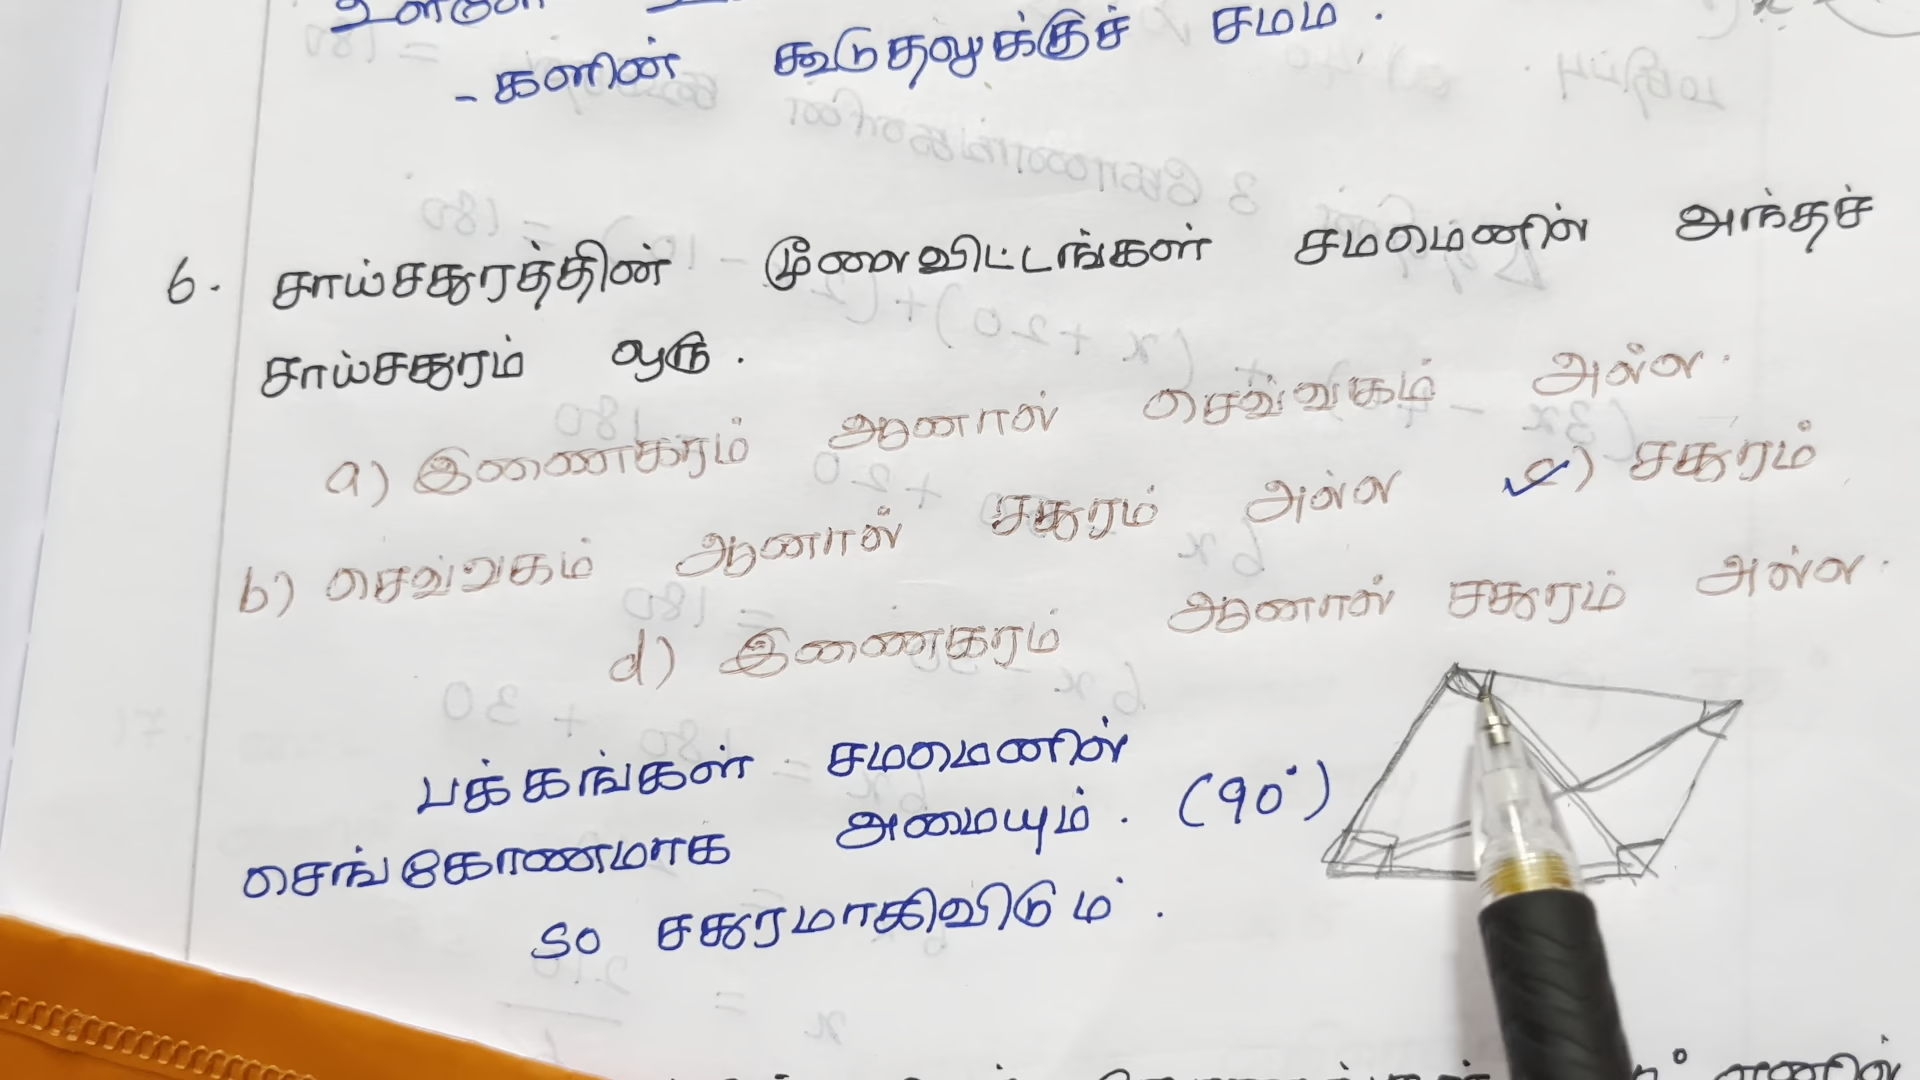 - களின் கூடுதலுக்குச் சமம் .
6. சாய்சதுரத்தின் மூலைவிட்டங்கள் சமமெனில் அந்தச்
சாய்சதுரம் ஒரு .
a) இணைகரம் ஆனால் செவ்வகம் அல்ல .
b) செவ்வகம் ஆனால் சதுரம் அல்ல c) சதுரம்
d) இணைகரம் ஆனால் சதுரம் அல்ல .
பக்கங்கள் சமமெனில்
செங்கோணமாக அமையும் . (90°)
so சதுரமாகிவிடும் .